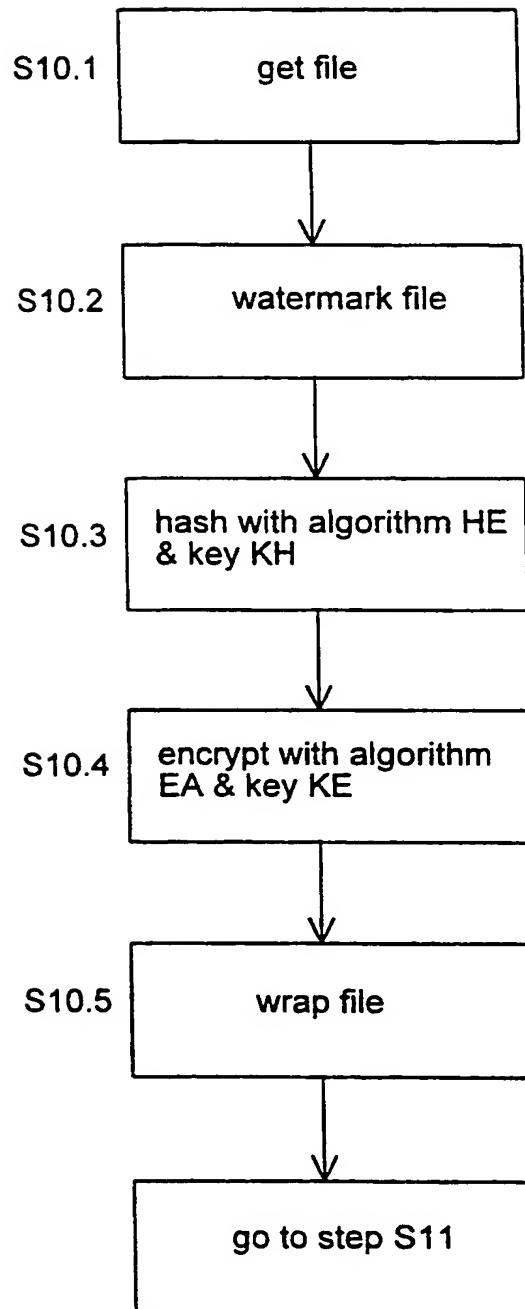 S10.1
get file
S10.2
watermark file
S10.3
hash with algorithm HE
& key KH
S10.4
encrypt with algorithm
EA & key KE
S10.5
wrap file
go to step S11